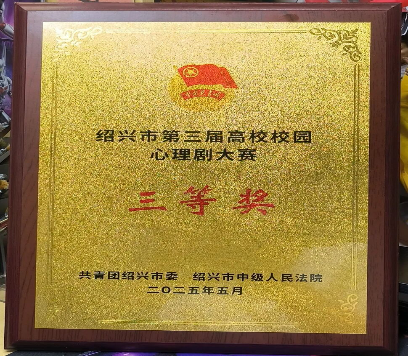 绍兴市第三届高校校园
心理剧大赛
三等奖
共青团绍兴市委 绍兴市中级人民法院
二〇二五年五月